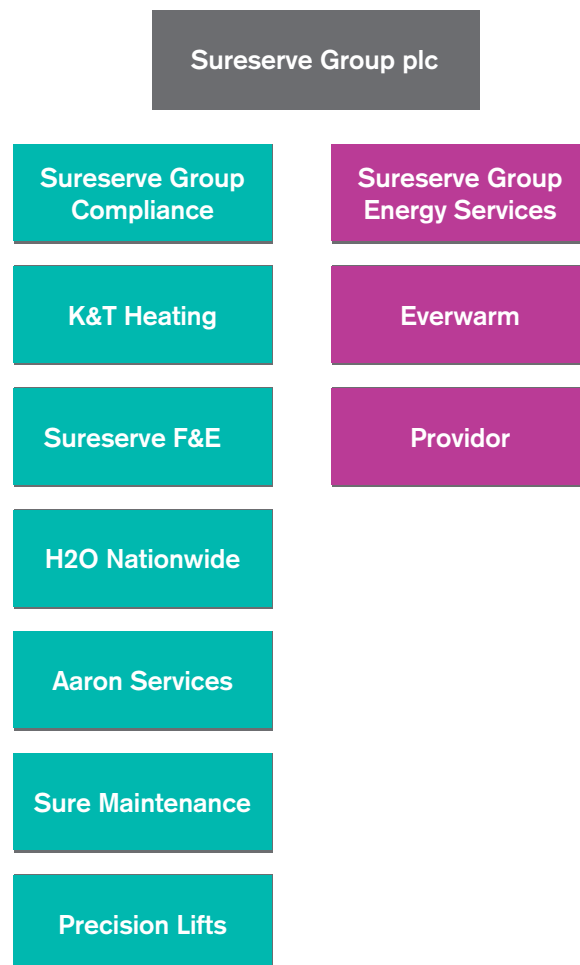 Sureserve Group plc
Sureserve Group
Compliance
K&T Heating
Sureserve F&E
H2O Nationwide
Aaron Services
Sure Maintenance
Precision Lifts
Sureserve Group
Energy Services
Everwarm
Providor